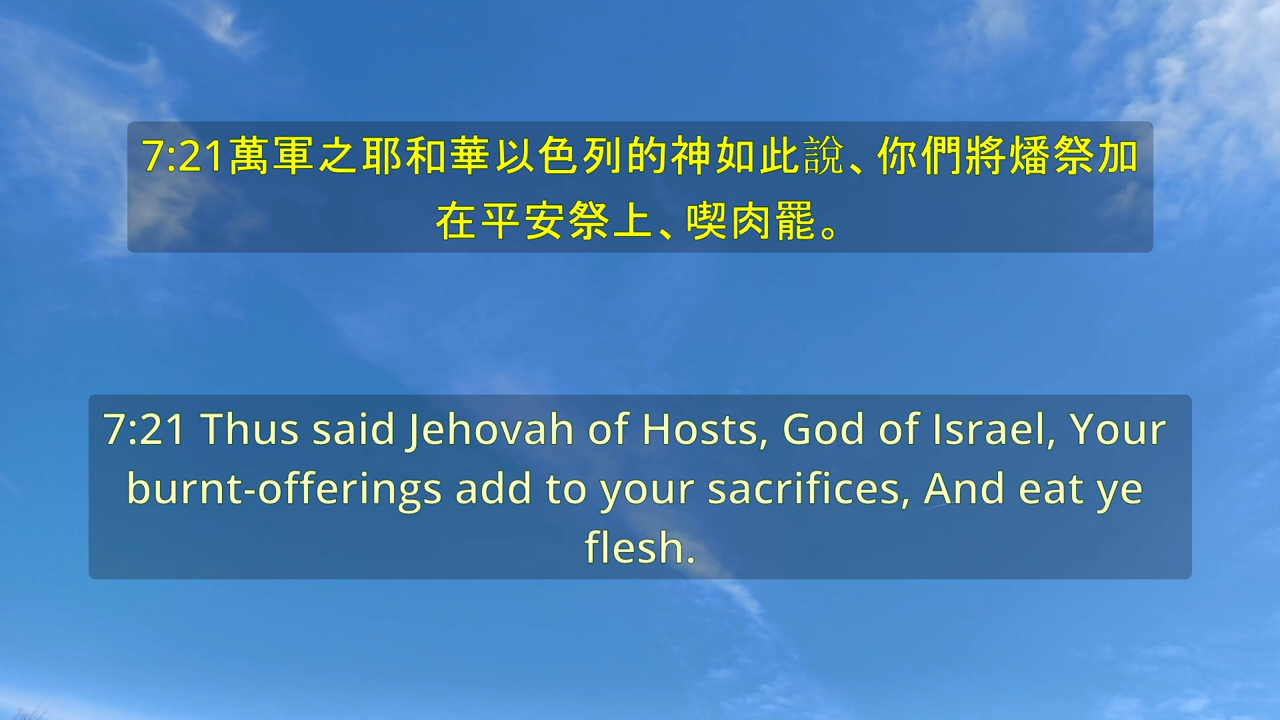 7:21萬軍之耶和華以色列的神如此說、你們將燔祭加
在平安祭上、喫肉罷。
7:21 Thus said Jehovah of Hosts, God of Israel, Your
burnt-offerings add to your sacrifices, And eat ye
flesh.